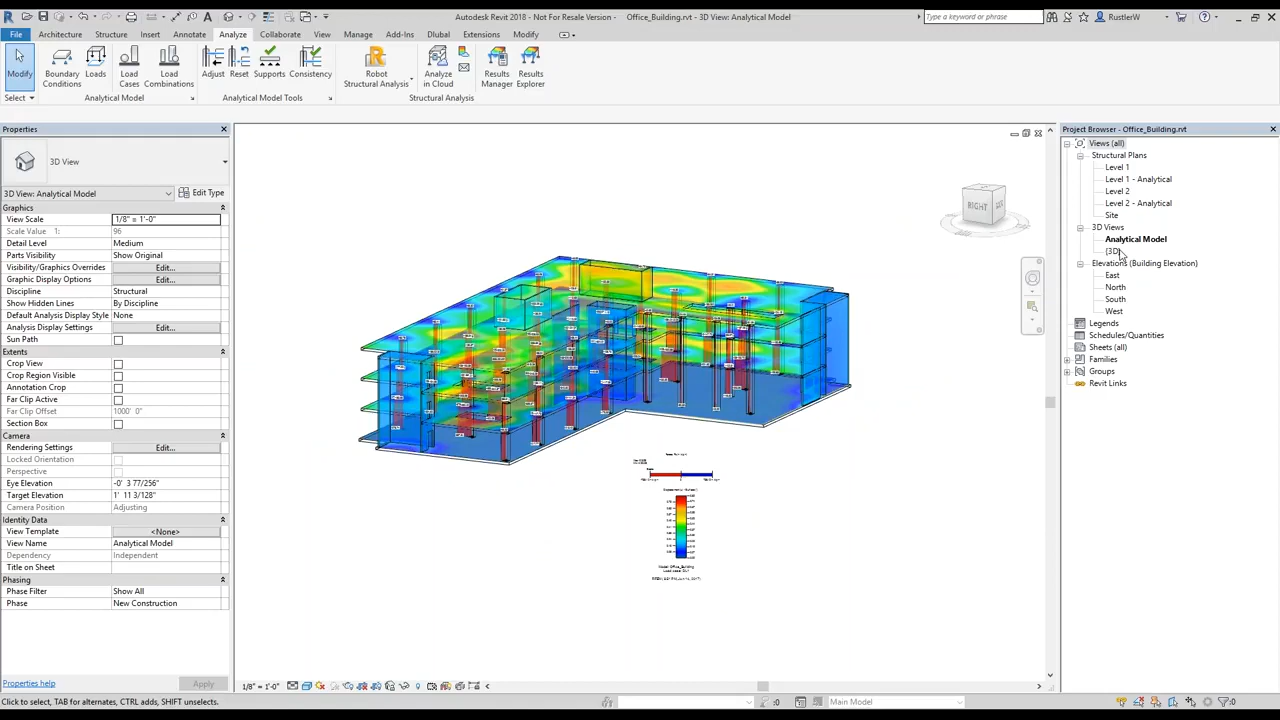 Autodesk Revit 2018 - Not For Resale Version - Office_Building.rvt - 3D View: Analytical Model
Type a keyword or phrase
RustlerW
File Architecture Structure Insert Annotate Analyze Collaborate View Manage Add-Ins Dlubal Extensions Modify
Modify
Boundary Conditions
Loads
Load Cases
Load Combinations
Adjust
Reset
Supports
Consistency
Robot Structural Analysis
Analyze in Cloud
Results Manager
Results Explorer
Select
Analytical Model
Analytical Model Tools
Structural Analysis
Properties
3D View
3D View: Analytical Model
Edit Type
Graphics
View Scale 1/8" = 1'-0"
Scale Value 1: 96
Detail Level Medium
Parts Visibility Show Original
Visibility/Graphics Overrides Edit...
Graphic Display Options Edit...
Discipline Structural
Show Hidden Lines By Discipline
Default Analysis Display Style None
Analysis Display Settings Edit...
Sun Path
Extents
Crop View
Crop Region Visible
Annotation Crop
Far Clip Active
Far Clip Offset 1000' 0"
Section Box
Camera
Rendering Settings Edit...
Locked Orientation
Perspective
Eye Elevation -0' 3 77/256"
Target Elevation 1' 11 3/128"
Camera Position Adjusting
Identity Data
View Template <None>
View Name Analytical Model
Dependency Independent
Title on Sheet
Phasing
Phase Filter Show All
Phase New Construction
Properties help
Apply
RIGHT
Project Browser - Office_Building.rvt
Views (all)
Structural Plans
Level 1
Level 1 - Analytical
Level 2
Level 2 - Analytical
Site
3D Views
Analytical Model
{3D}
Elevations (Building Elevation)
East
North
South
West
Legends
Schedules/Quantities
Sheets (all)
Families
Groups
Revit Links
1/8" = 1'-0"
Click to select, TAB for alternates, CTRL adds, SHIFT unselects.
:0
Main Model
:0